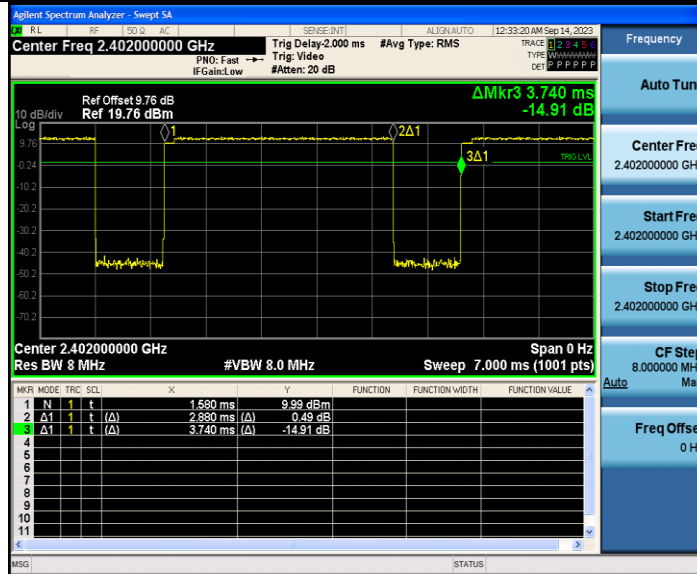 Agilent Spectrum Analyzer - Swept SA
RL RF 50 Ω AC SENSE:INT ALIGN AUTO 12:33:20 AM Sep 14, 2023
Center Freq 2.402000000 GHz
PNO: Fast
IFGain:Low
Trig Delay-2.000 ms
Trig: Video
#Atten: 20 dB
#Avg Type: RMS
TRACE 1 2 3 4 5 6
TYPE W
DET P P P P P P
Ref Offset 9.76 dB
Ref 19.76 dBm
10 dB/div
Log
ΔMkr3 3.740 ms
-14.91 dB
1
2Δ1
3Δ1
TRIG LVL
9.76
-0.24
-10.2
-20.2
-30.2
-40.2
-50.2
-60.2
-70.2
Center 2.402000000 GHz Span 0 Hz
Res BW 8 MHz #VBW 8.0 MHz Sweep 7.000 ms (1001 pts)
MKR MODE TRC SCL X Y FUNCTION FUNCTION WIDTH FUNCTION VALUE
1 N 1 t 1.580 ms 9.99 dBm
2 Δ1 1 t (Δ) 2.880 ms (Δ) 0.49 dB
3 Δ1 1 t (Δ) 3.740 ms (Δ) -14.91 dB
4
5
6
7
8
9
10
11
MSG STATUS
Frequency
Auto Tun
Center Fre
2.402000000 GH
Start Fre
2.402000000 GH
Stop Fre
2.402000000 GH
CF Step
8.000000 MH
Auto Ma
Freq Offse
0 H